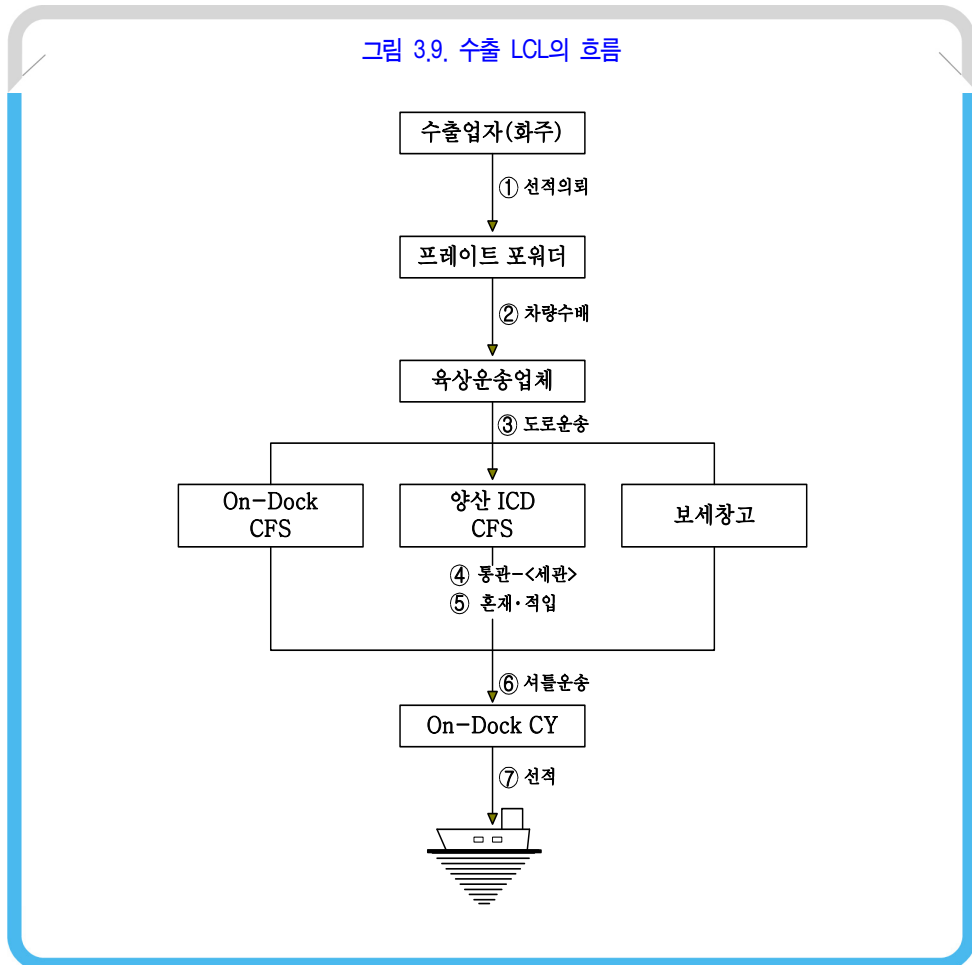 그림 3.9. 수출 LCL의 흐름
수출업자(화주)
① 선적의뢰
프레이트 포워더
② 차량수배
육상운송업체
③ 도로운송
On-Dock
CFS
양산 ICD
CFS
보세창고
④ 통관-<세관>
⑤ 혼재·적입
⑥ 셔틀운송
On-Dock CY
⑦ 선적